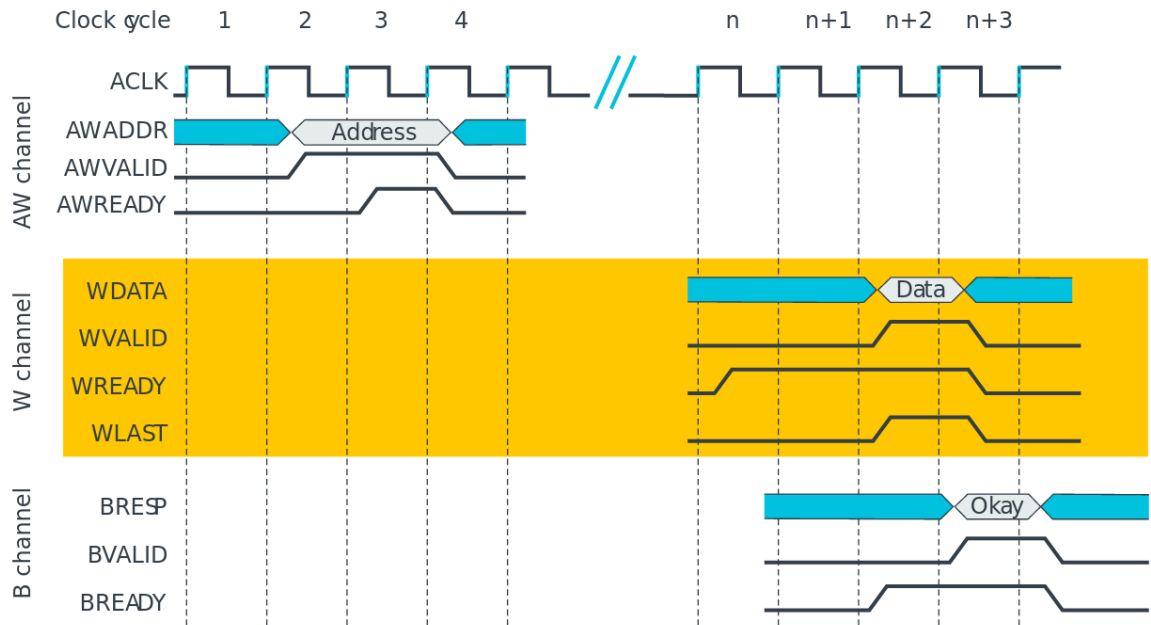 Clock cycle 1 2 3 4 n n+1 n+2 n+3
ACLK
AW channel
AWADDR Address
AWVALID
AWREADY
W channel
WDATA Data
WVALID
WREADY
WLAST
B channel
BRESP Okay
BVALID
BREADY